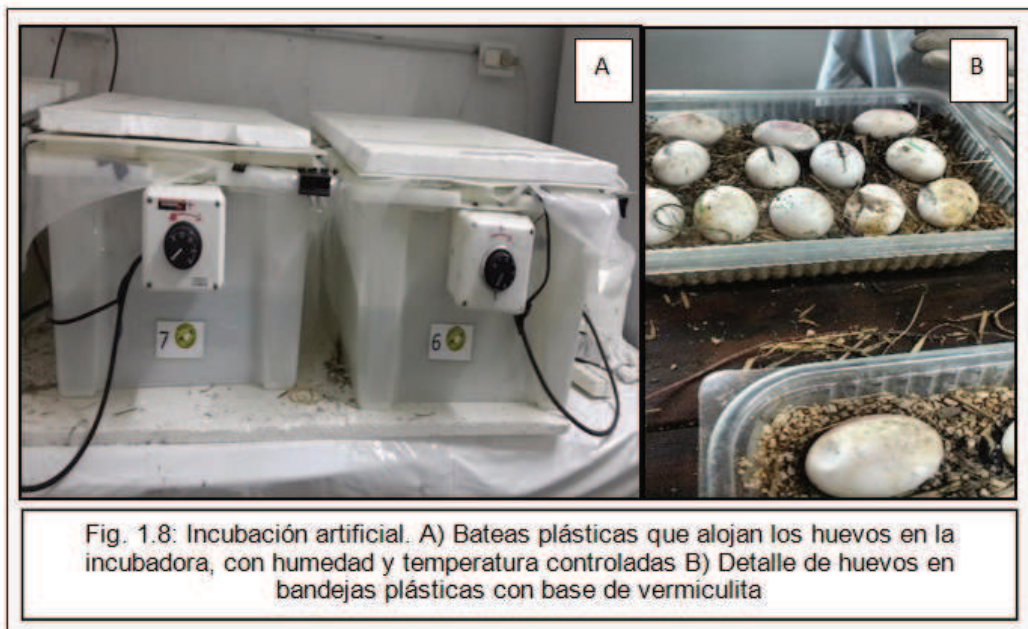 A
B
7
6
Fig. 1.8: Incubación artificial. A) Bateas plásticas que alojan los huevos en la
incubadora, con humedad y temperatura controladas B) Detalle de huevos en
bandejas plásticas con base de vermiculita